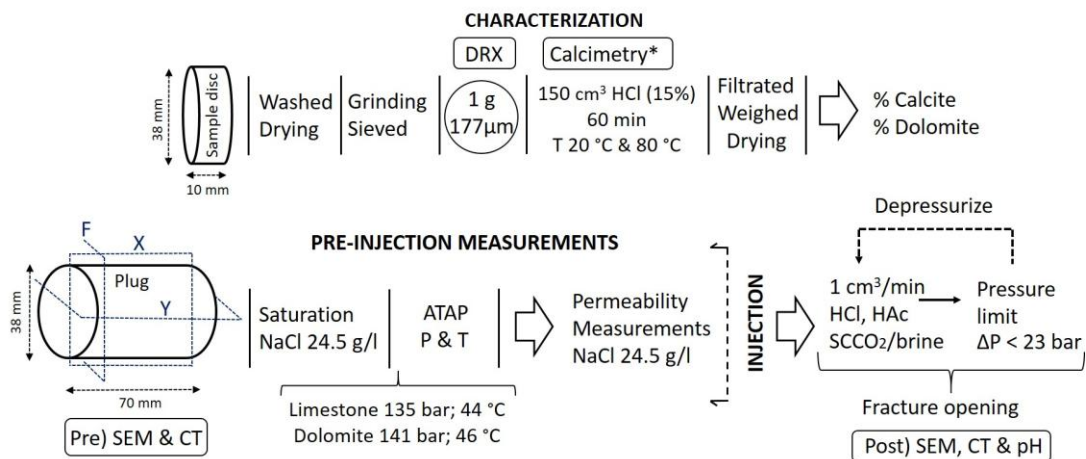 CHARACTERIZATION
DRX
Calcimetry*
38 mm
Sample disc
10 mm
Washed
Drying
Grinding
Sieved
1 g
177µm
150 cm³ HCl (15%)
60 min
T 20 °C & 80 °C
Filtrated
Weighed
Drying
% Calcite
% Dolomite
PRE-INJECTION MEASUREMENTS
F
X
Plug
Y
38 mm
70 mm
Pre) SEM & CT
Saturation
NaCl 24.5 g/l
ATAP
P & T
Limestone 135 bar; 44 °C
Dolomite 141 bar; 46 °C
Permeability
Measurements
NaCl 24.5 g/l
INJECTION
Depressurize
1 cm³/min
HCl, HAc
SCCO₂/brine
Pressure
limit
ΔP < 23 bar
Fracture opening
Post) SEM, CT & pH